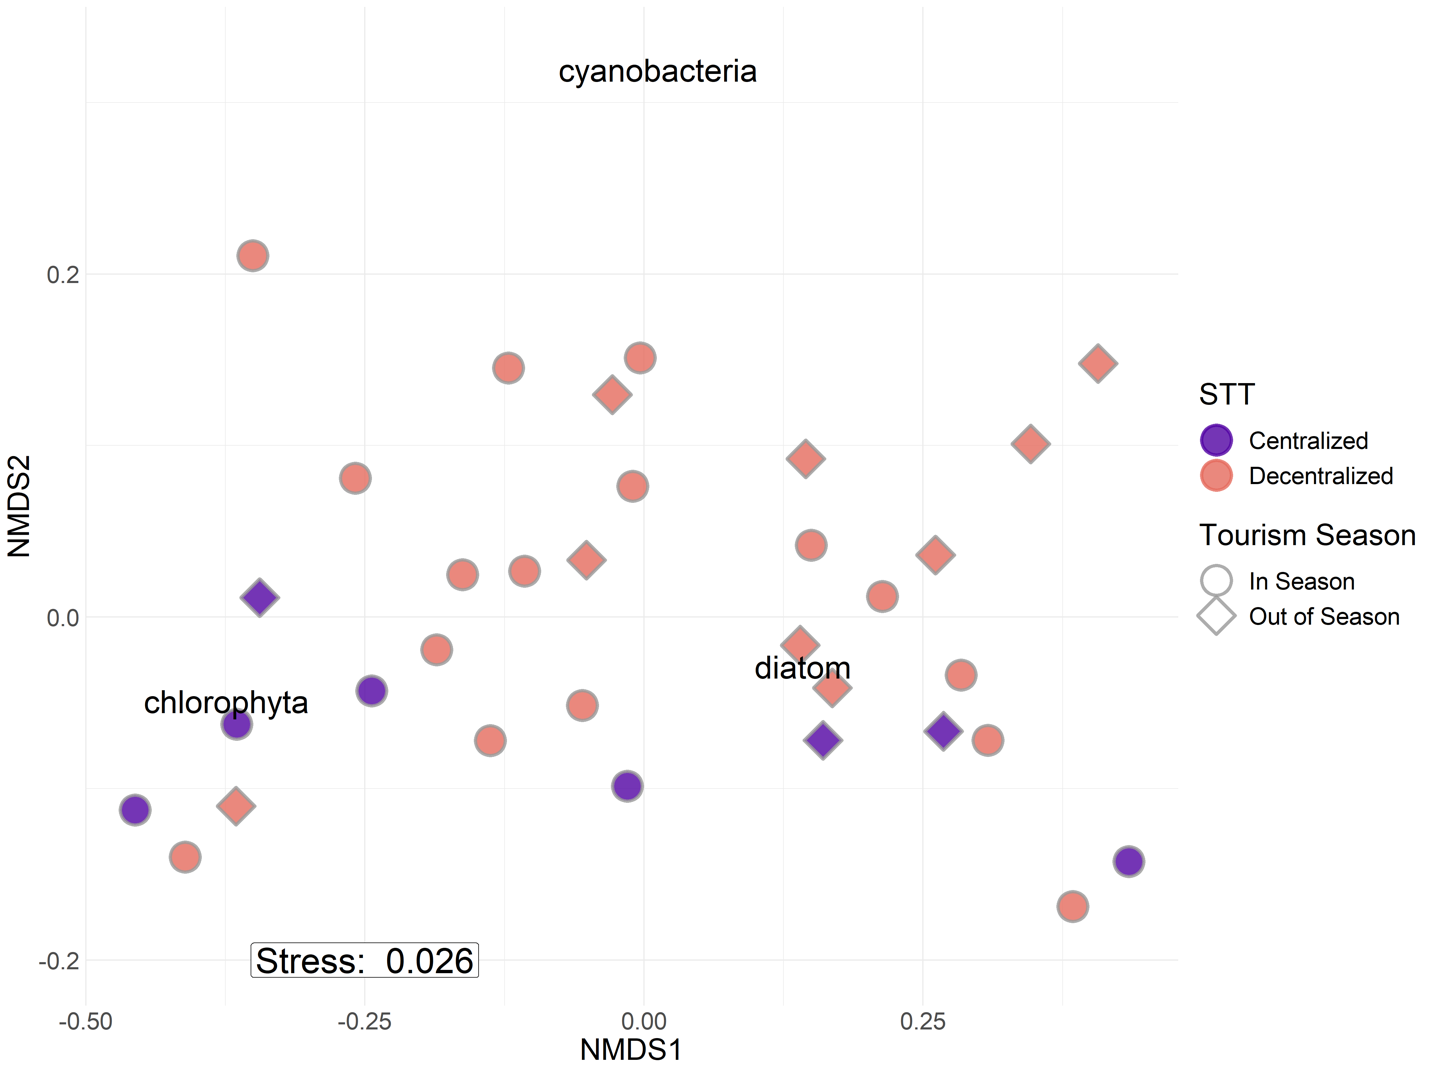 cyanobacteria
0.2
0.0
-0.2
NMDS2
chlorophyta
diatom
Stress:  0.026
-0.50
-0.25
0.00
0.25
NMDS1
STT
Centralized
Decentralized
Tourism Season
In Season
Out of Season